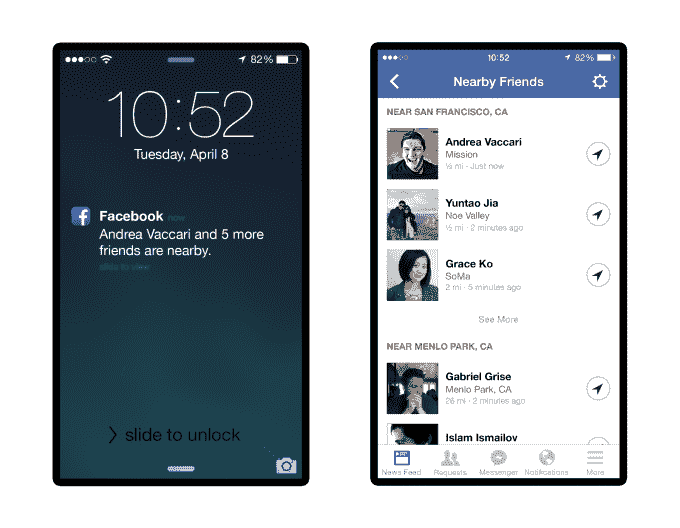 82%
10:52
Tuesday, April 8
Facebook now
Andrea Vaccari and 5 more
friends are nearby.
slide to view
slide to unlock
10:52
82%
Nearby Friends
NEAR SAN FRANCISCO, CA
Andrea Vaccari
Mission
½ mi · Just now
Yuntao Jia
Noe Valley
½ mi · 2 minutes ago
Grace Ko
SoMa
2 mi · 5 minutes ago
See More
NEAR MENLO PARK, CA
Gabriel Grise
Menlo Park, CA
26 mi · 2 minutes ago
Islam Ismailov
News Feed
Requests
Messenger
Notifications
More